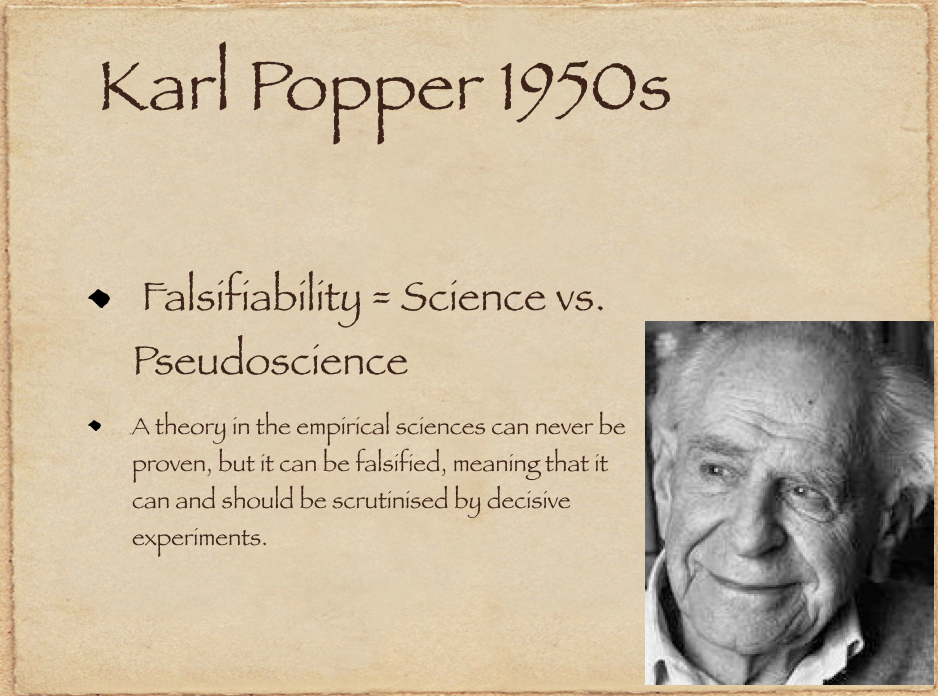 Karl Popper 1950s
Falsifiability = Science vs.
Pseudoscience
A theory in the empirical sciences can never be
proven, but it can be falsified, meaning that it
can and should be scrutinised by decisive
experiments.